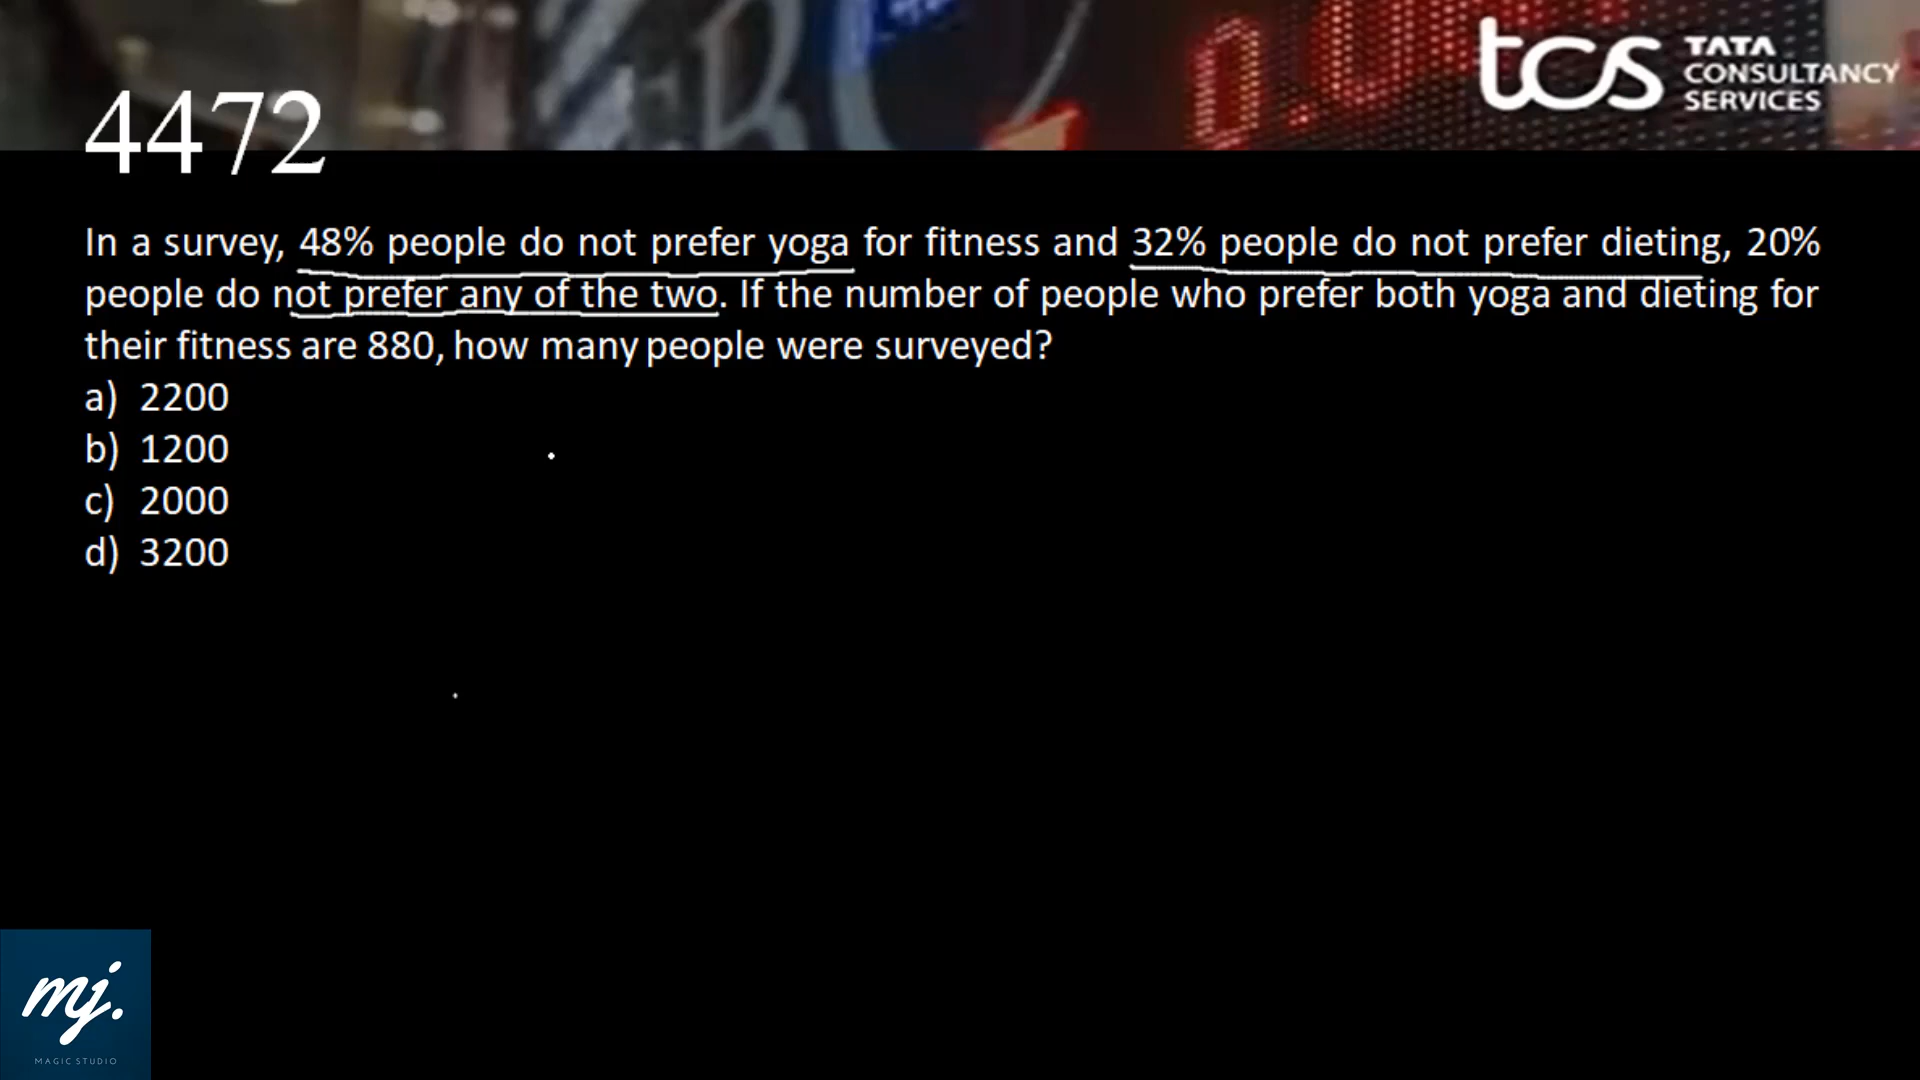 tcs TATA
CONSULTANCY
SERVICES
4472
In a survey, 48% people do not prefer yoga for fitness and 32% people do not prefer dieting, 20%
people do not prefer any of the two. If the number of people who prefer both yoga and dieting for
their fitness are 880, how many people were surveyed?
a) 2200
b) 1200
c) 2000
d) 3200
mj.
MAGIC STUDIO